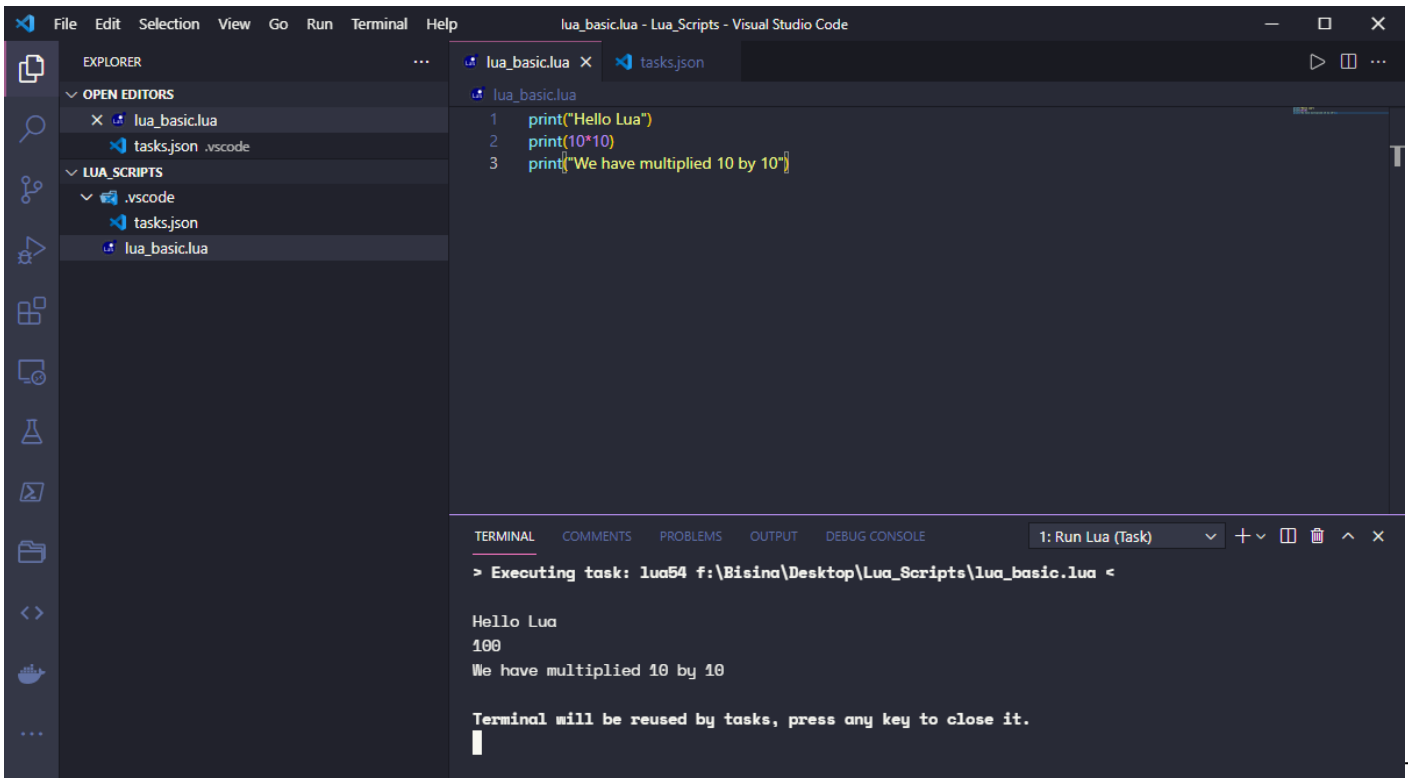 File Edit Selection View Go Run Terminal Help lua_basic.lua - Lua_Scripts - Visual Studio Code
EXPLORER
OPEN EDITORS
lua_basic.lua
tasks.json .vscode
LUA_SCRIPTS
.vscode
tasks.json
lua_basic.lua
lua_basic.lua tasks.json
lua_basic.lua
1 print("Hello Lua")
2 print(10*10)
3 print("We have multiplied 10 by 10")
TERMINAL COMMENTS PROBLEMS OUTPUT DEBUG CONSOLE 1: Run Lua (Task)
> Executing task: lua54 f:\Bisina\Desktop\Lua_Scripts\lua_basic.lua <
Hello Lua
100
We have multiplied 10 by 10
Terminal will be reused by tasks, press any key to close it.